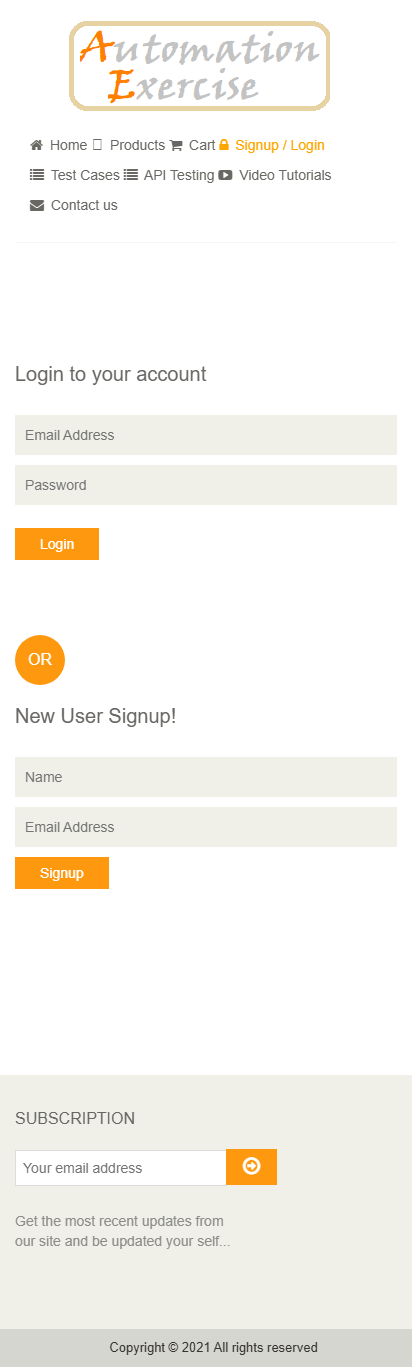 Automation
Exercise
Home Products Cart Signup / Login
Test Cases API Testing Video Tutorials
Contact us
Login to your account
Email Address
Password
Login
OR
New User Signup!
Name
Email Address
Signup
SUBSCRIPTION
Your email address
Get the most recent updates from
our site and be updated your self...
Copyright © 2021 All rights reserved